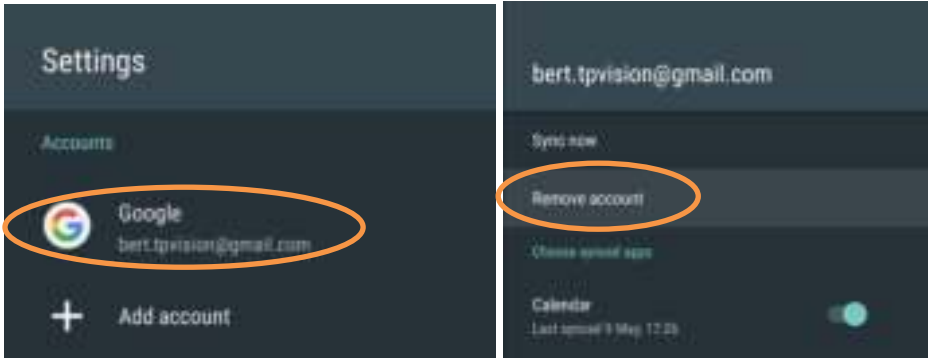 Settings
Accounts
Google
bert.tpvision@gmail.com
Add account
bert.tpvision@gmail.com
Sync now
Remove account
Choose synced apps
Calendar
Last synced 9 May, 17:26